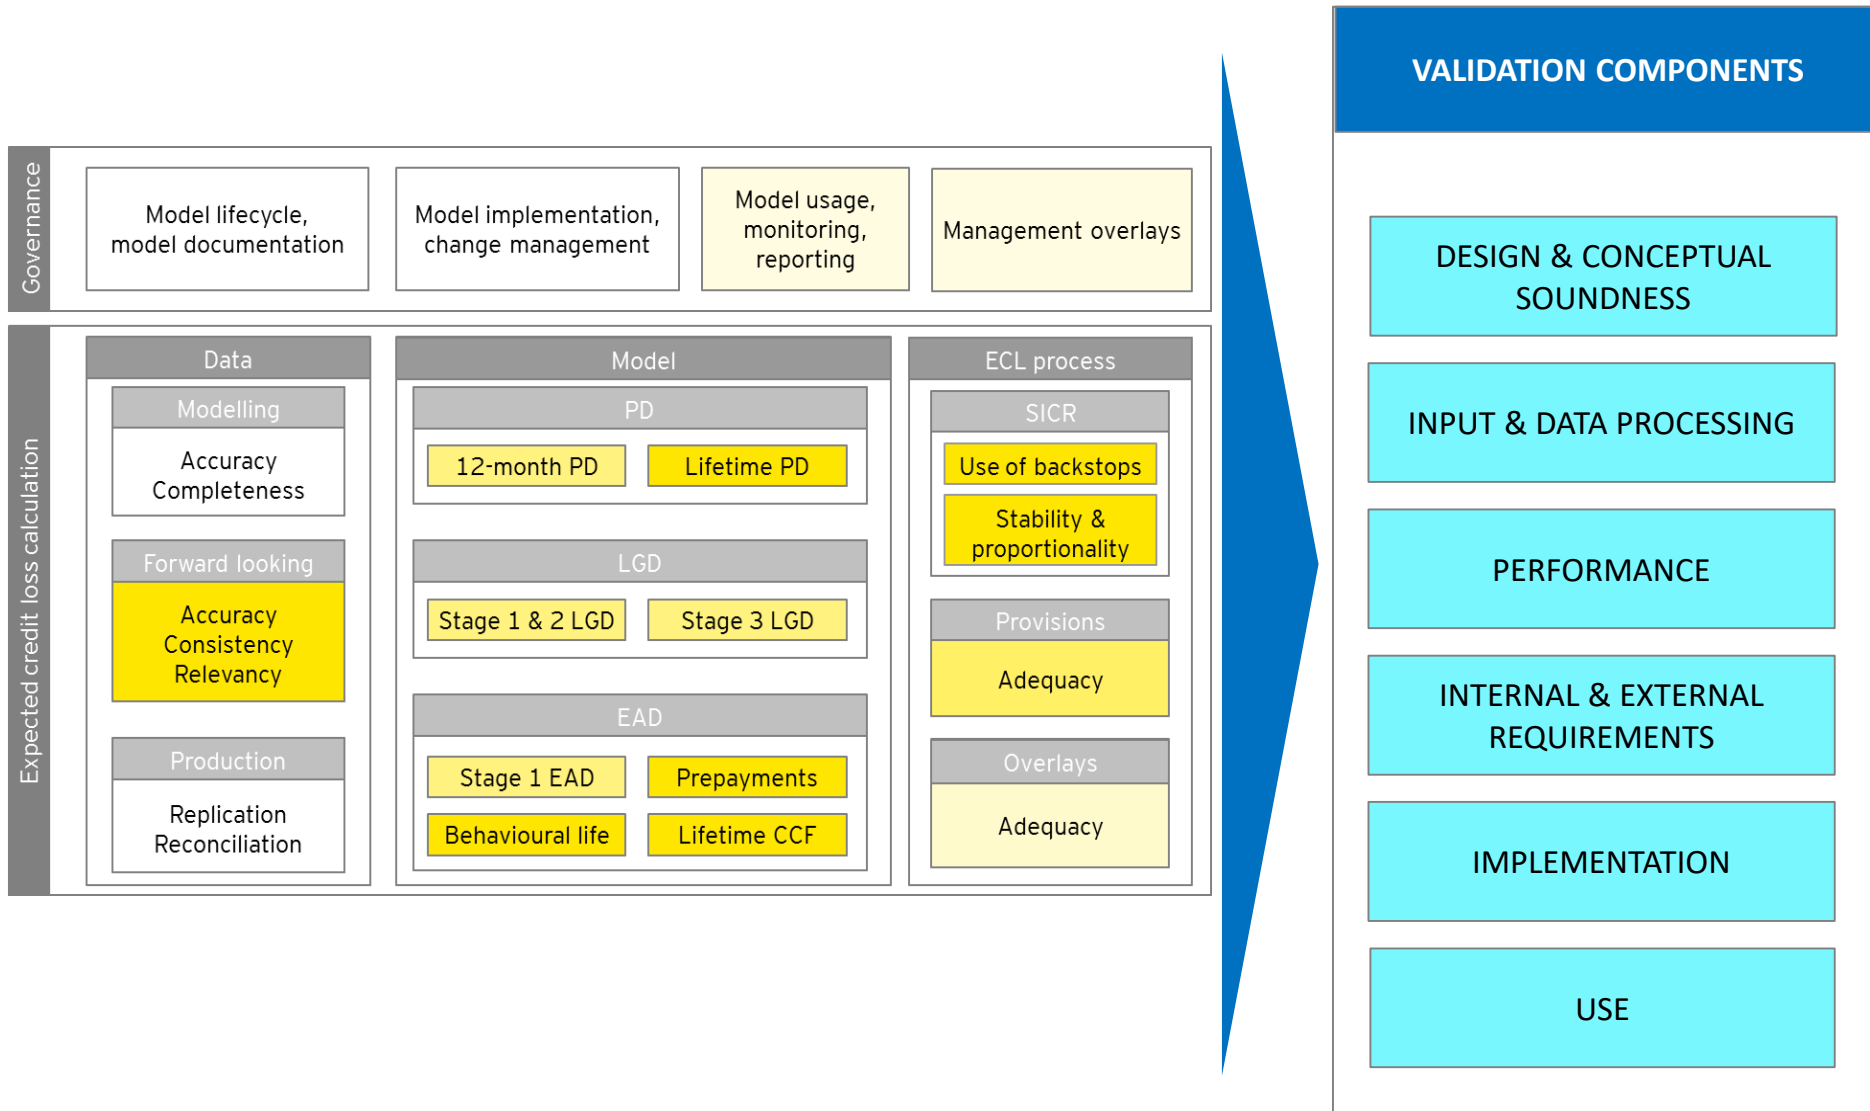 Governance
Model lifecycle,
model documentation
Model implementation,
change management
Model usage,
monitoring,
reporting
Management overlays
Expected credit loss calculation
Data
Modelling
Accuracy
Completeness
Forward looking
Accuracy
Consistency
Relevancy
Production
Replication
Reconciliation
Model
PD
12-month PD
Lifetime PD
LGD
Stage 1 & 2 LGD
Stage 3 LGD
EAD
Stage 1 EAD
Prepayments
Behavioural life
Lifetime CCF
ECL process
SICR
Use of backstops
Stability &
proportionality
Provisions
Adequacy
Overlays
Adequacy
VALIDATION COMPONENTS
DESIGN & CONCEPTUAL
SOUNDNESS
INPUT & DATA PROCESSING
PERFORMANCE
INTERNAL & EXTERNAL
REQUIREMENTS
IMPLEMENTATION
USE